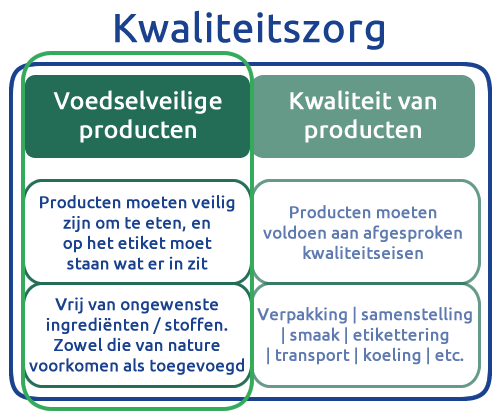 Kwaliteitszorg
Voedselveilige
producten
Kwaliteit van
producten
Producten moeten veilig
zijn om te eten, en
op het etiket moet
staan wat er in zit
Producten moeten
voldoen aan afgesproken
kwaliteitseisen
Vrij van ongewenste
ingrediënten / stoffen.
Zowel die van nature
voorkomen als toegevoegd
Verpakking | samenstelling
| smaak | etikettering
| transport | koeling | etc.